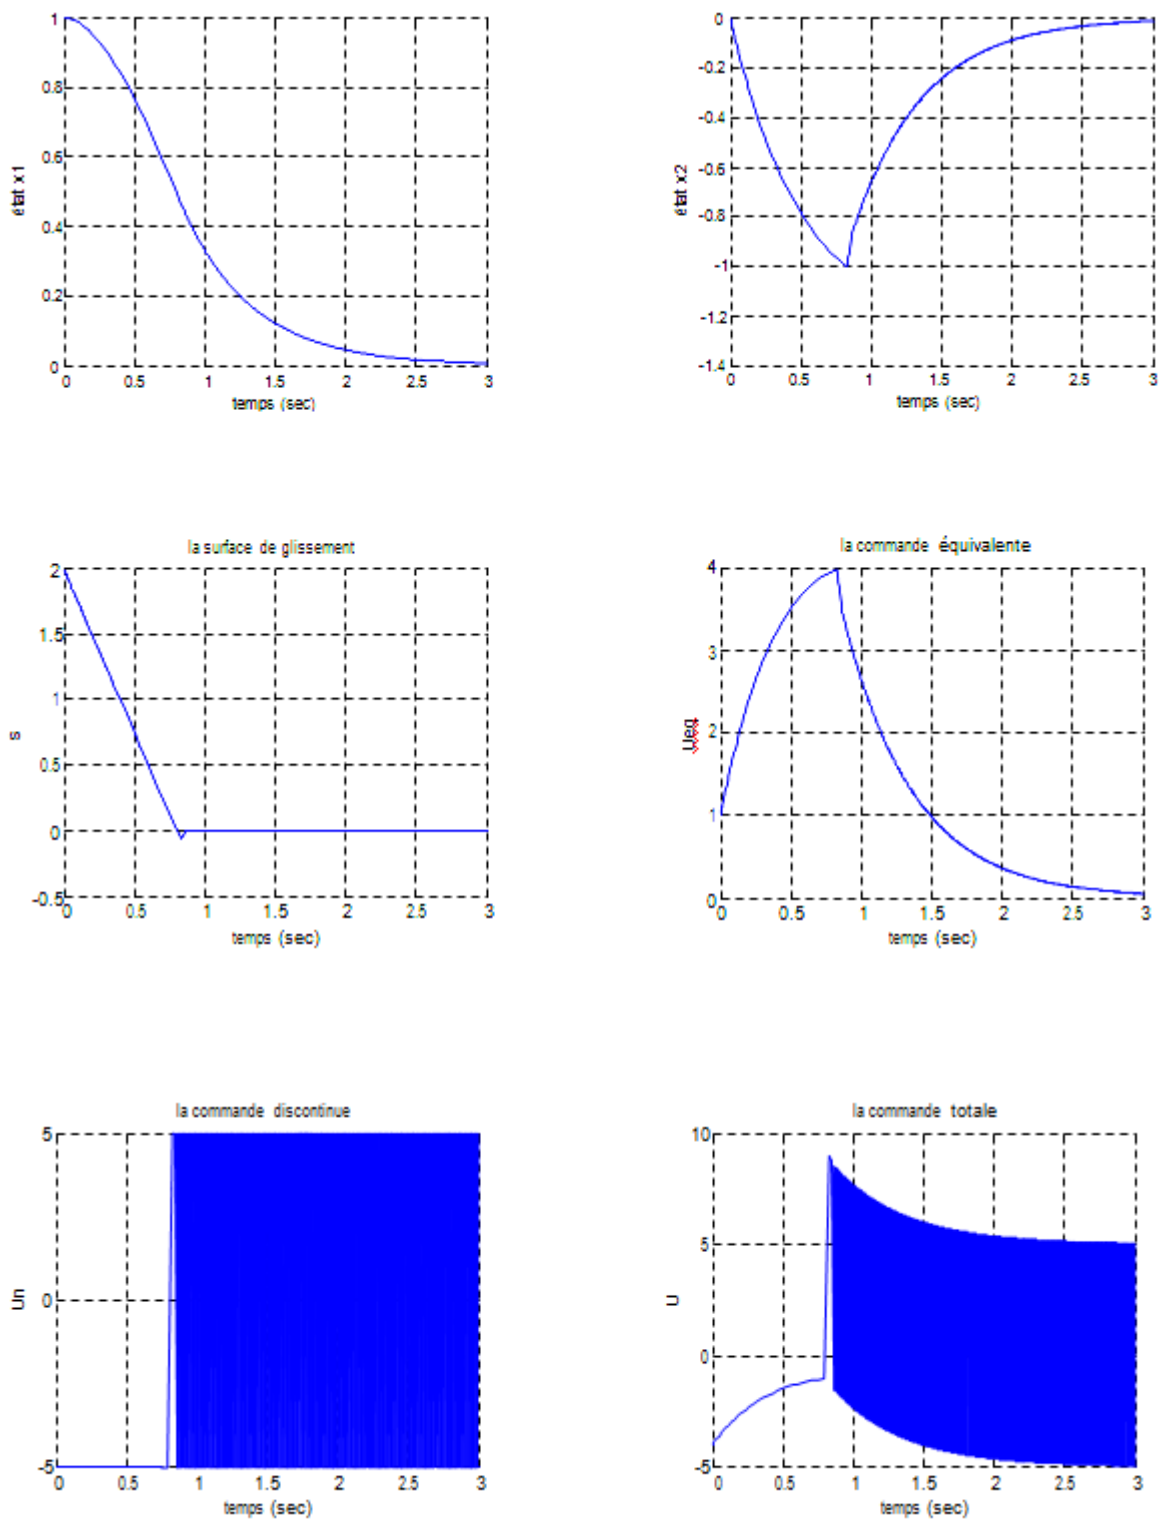 1
0.8
0.6
0.4
0.2
0
état x1
0 0.5 1 1.5 2 2.5 3
temps (sec)
0
-0.2
-0.4
-0.6
-0.8
-1
-1.2
-1.4
état x2
0 0.5 1 1.5 2 2.5 3
temps (sec)
la surface de glissement
2
1.5
1
0.5
0
-0.5
s
0 0.5 1 1.5 2 2.5 3
temps (sec)
la commande équivalente
4
3
2
1
0
Ueq
0 0.5 1 1.5 2 2.5 3
temps (sec)
la commande discontinue
5
0
-5
Un
0 0.5 1 1.5 2 2.5 3
temps (sec)
la commande totale
10
5
0
-5
U
0 0.5 1 1.5 2 2.5 3
temps (sec)